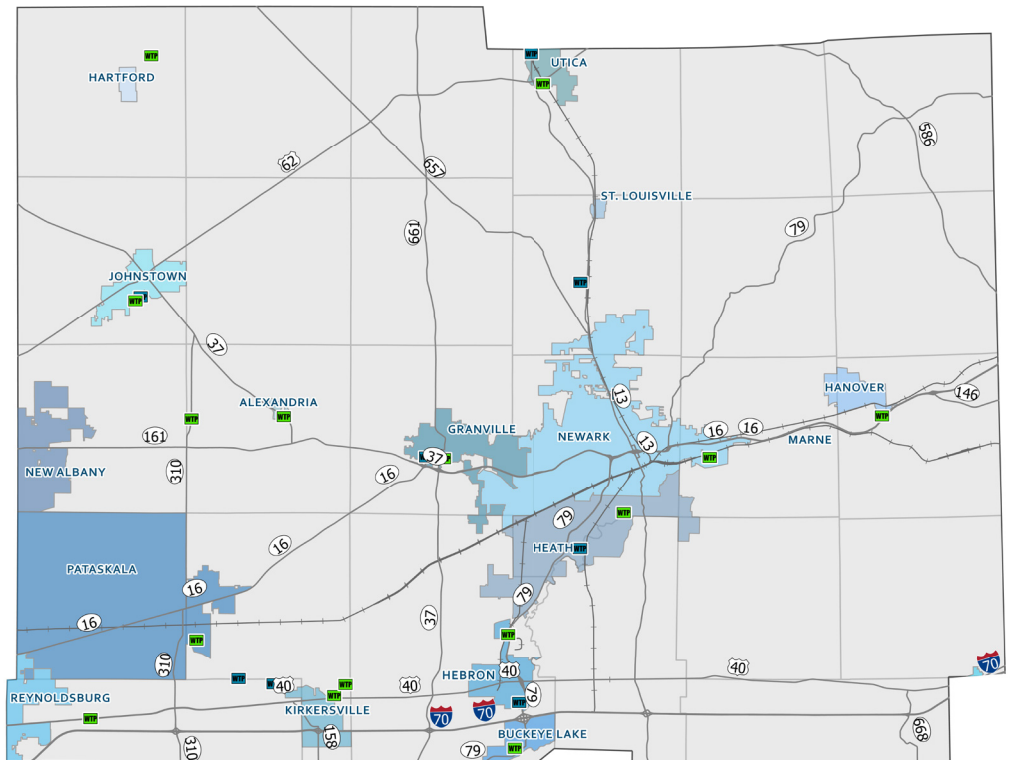 WTP
WTP
UTICA
HARTFORD
WTP
586
62
657
ST. LOUISVILLE
79
661
JOHNSTOWN
WTP
WTP
37
HANOVER
13
146
ALEXANDRIA
WTP
WTP
WTP
GRANVILLE
16
16
161
NEWARK
13
MARNE
37
WTP
310
NEW ALBANY
16
WTP
79
16
HEATH
WTP
PATASKALA
16
79
16
37
WTP
WTP
310
70
40
HEBRON
40
WTP
40
40
WTP
REYNOLDSBURG
WTP
79
WTP
KIRKERSVILLE
70
70
WTP
668
BUCKEYE LAKE
158
310
79
WTP